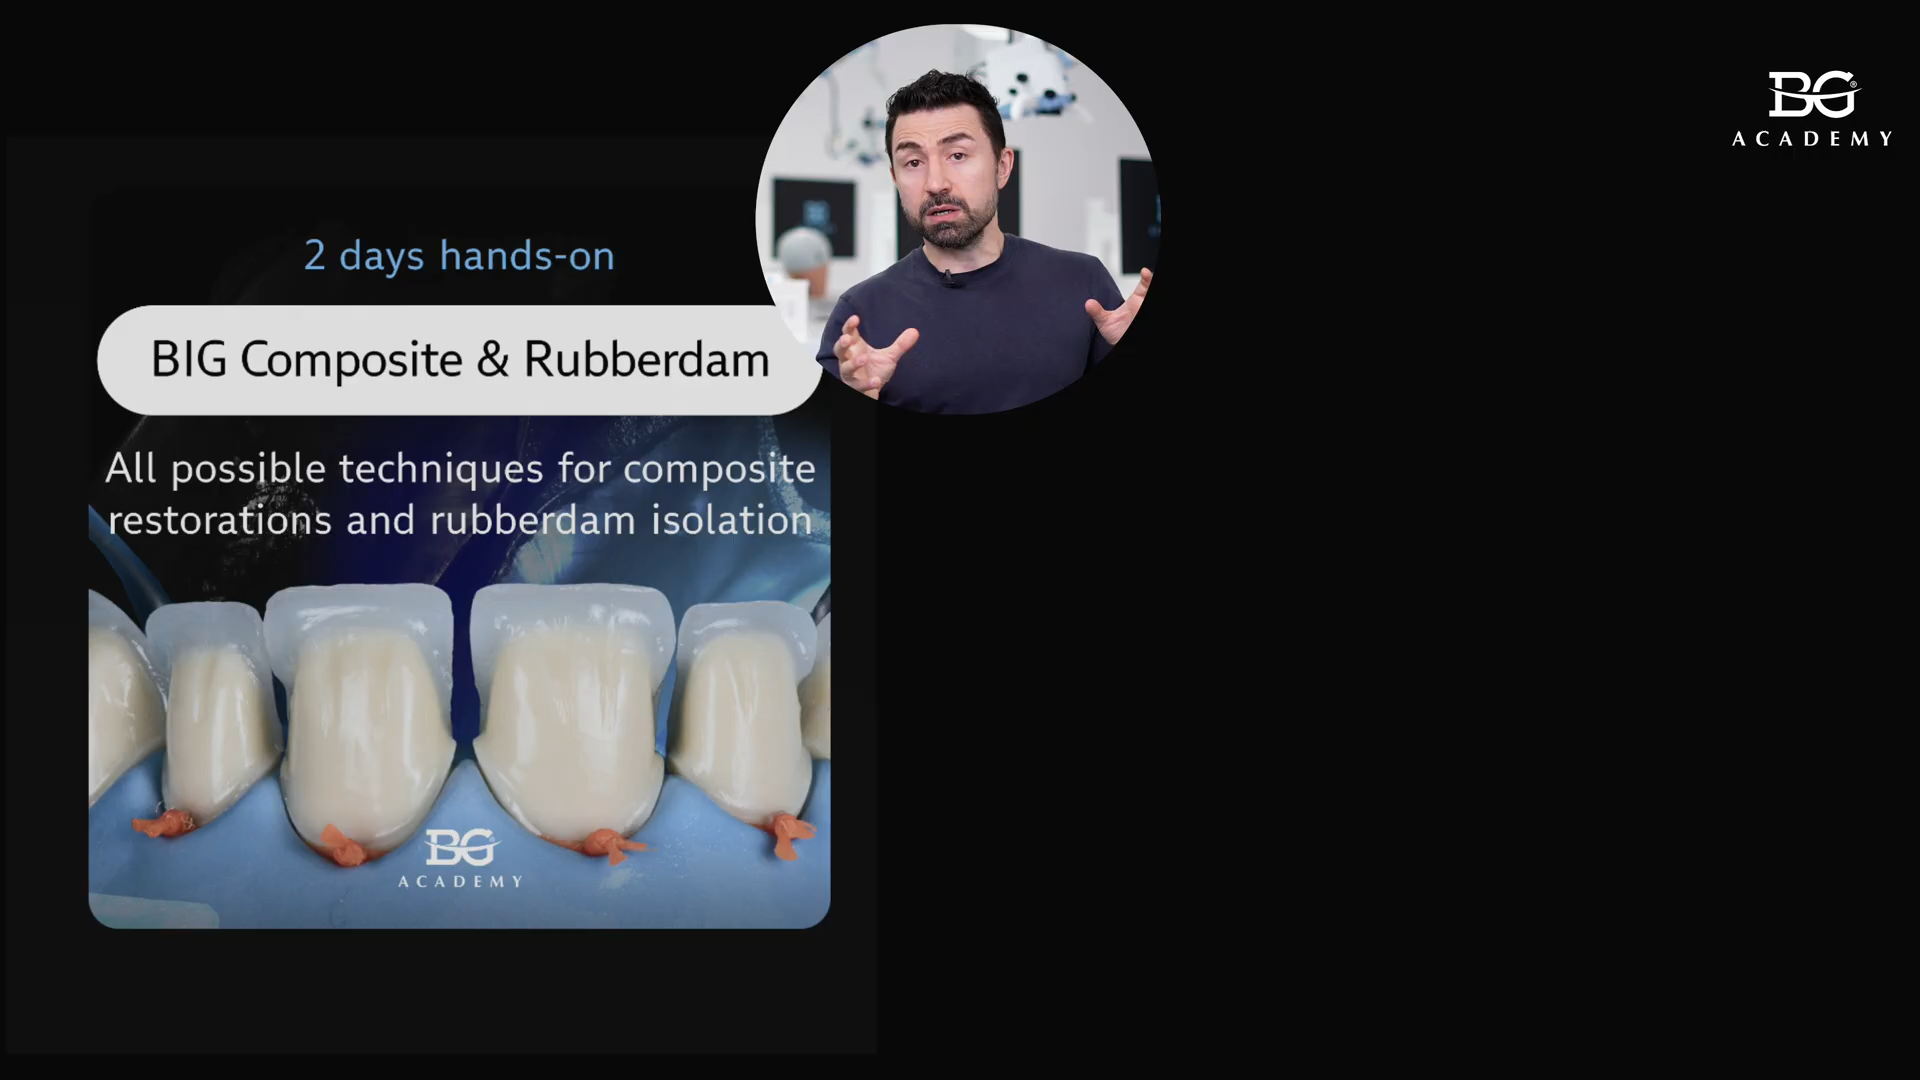 BG®
ACADEMY
2 days hands-on
BIG Composite & Rubberdam
All possible techniques for composite
restorations and rubberdam isolation
BG
ACADEMY